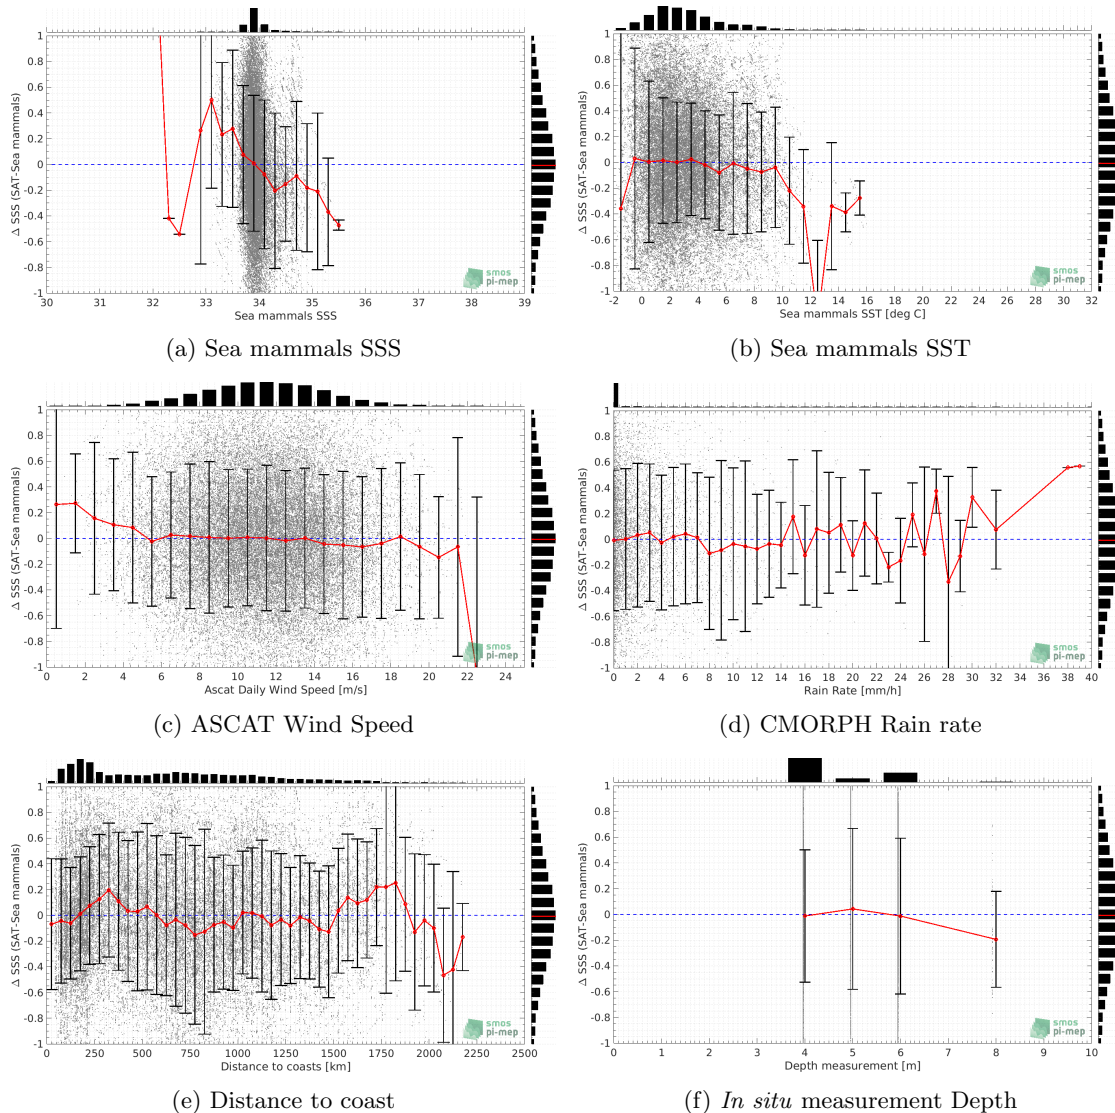 1
0.8
0.6
0.4
0.2
0
-0.2
-0.4
-0.6
-0.8
-1
Δ SSS (SAT-Sea mammals)
smos
pi-mep
30 31 32 33 34 35 36 37 38 39
Sea mammals SSS
(a) Sea mammals SSS
1
0.8
0.6
0.4
0.2
0
-0.2
-0.4
-0.6
-0.8
-1
Δ SSS (SAT-Sea mammals)
smos
pi-mep
-2 0 2 4 6 8 10 12 14 16 18 20 22 24 26 28 30 32
Sea mammals SST [deg C]
(b) Sea mammals SST
1
0.8
0.6
0.4
0.2
0
-0.2
-0.4
-0.6
-0.8
-1
Δ SSS (SAT-Sea mammals)
smos
pi-mep
0 2 4 6 8 10 12 14 16 18 20 22 24
Ascat Daily Wind Speed [m/s]
(c) ASCAT Wind Speed
1
0.8
0.6
0.4
0.2
0
-0.2
-0.4
-0.6
-0.8
-1
Δ SSS (SAT-Sea mammals)
smos
pi-mep
0 2 4 6 8 10 12 14 16 18 20 22 24 26 28 30 32 34 36 38 40
Rain Rate [mm/h]
(d) CMORPH Rain rate
1
0.8
0.6
0.4
0.2
0
-0.2
-0.4
-0.6
-0.8
-1
Δ SSS (SAT-Sea mammals)
smos
pi-mep
0 250 500 750 1000 1250 1500 1750 2000 2250 2500
Distance to coasts [km]
(e) Distance to coast
1
0.8
0.6
0.4
0.2
0
-0.2
-0.4
-0.6
-0.8
-1
Δ SSS (SAT-Sea mammals)
smos
pi-mep
0 1 2 3 4 5 6 7 8 9 10
Depth measurement [m]
(f) In situ measurement Depth